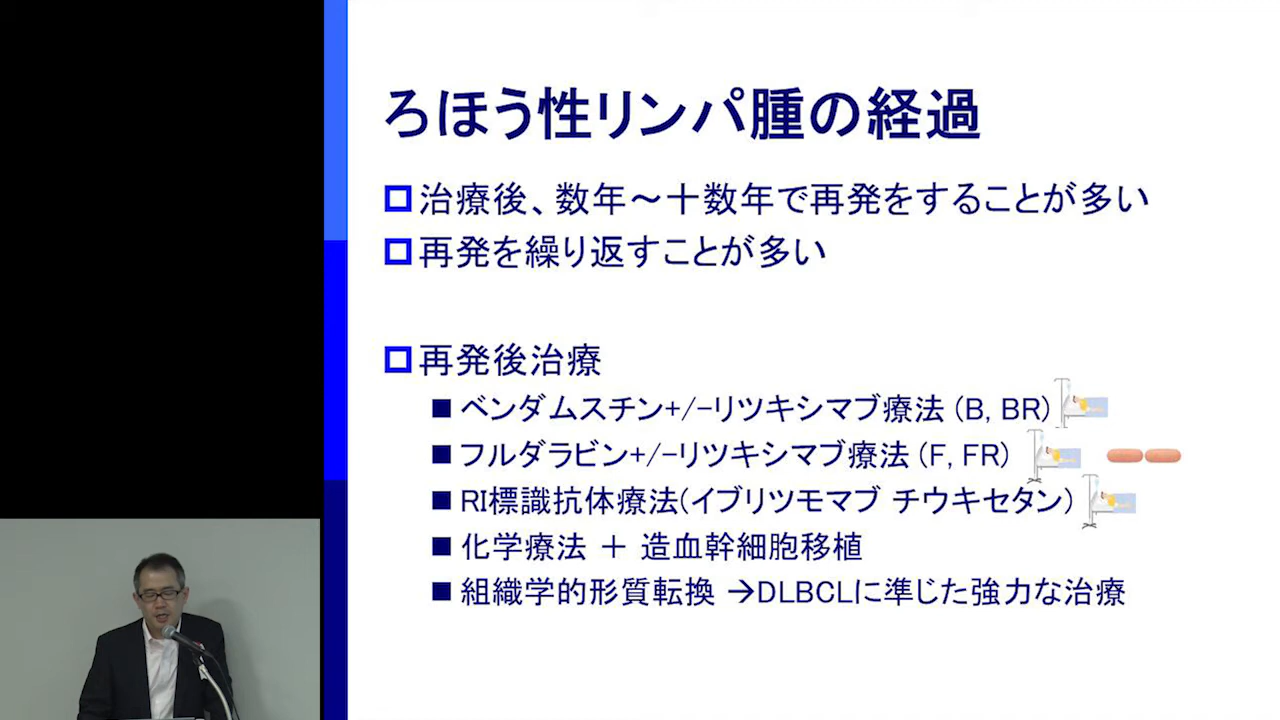 ろほう性リンパ腫の経過
治療後、数年～十数年で再発をすることが多い
再発を繰り返すことが多い
再発後治療
ベンダムスチン+/-リツキシマブ療法 (B, BR)
フルダラビン+/-リツキシマブ療法 (F, FR)
RI標識抗体療法(イブリツモマブ チウキセタン)
化学療法 ＋ 造血幹細胞移植
組織学的形質転換 →DLBCLに準じた強力な治療